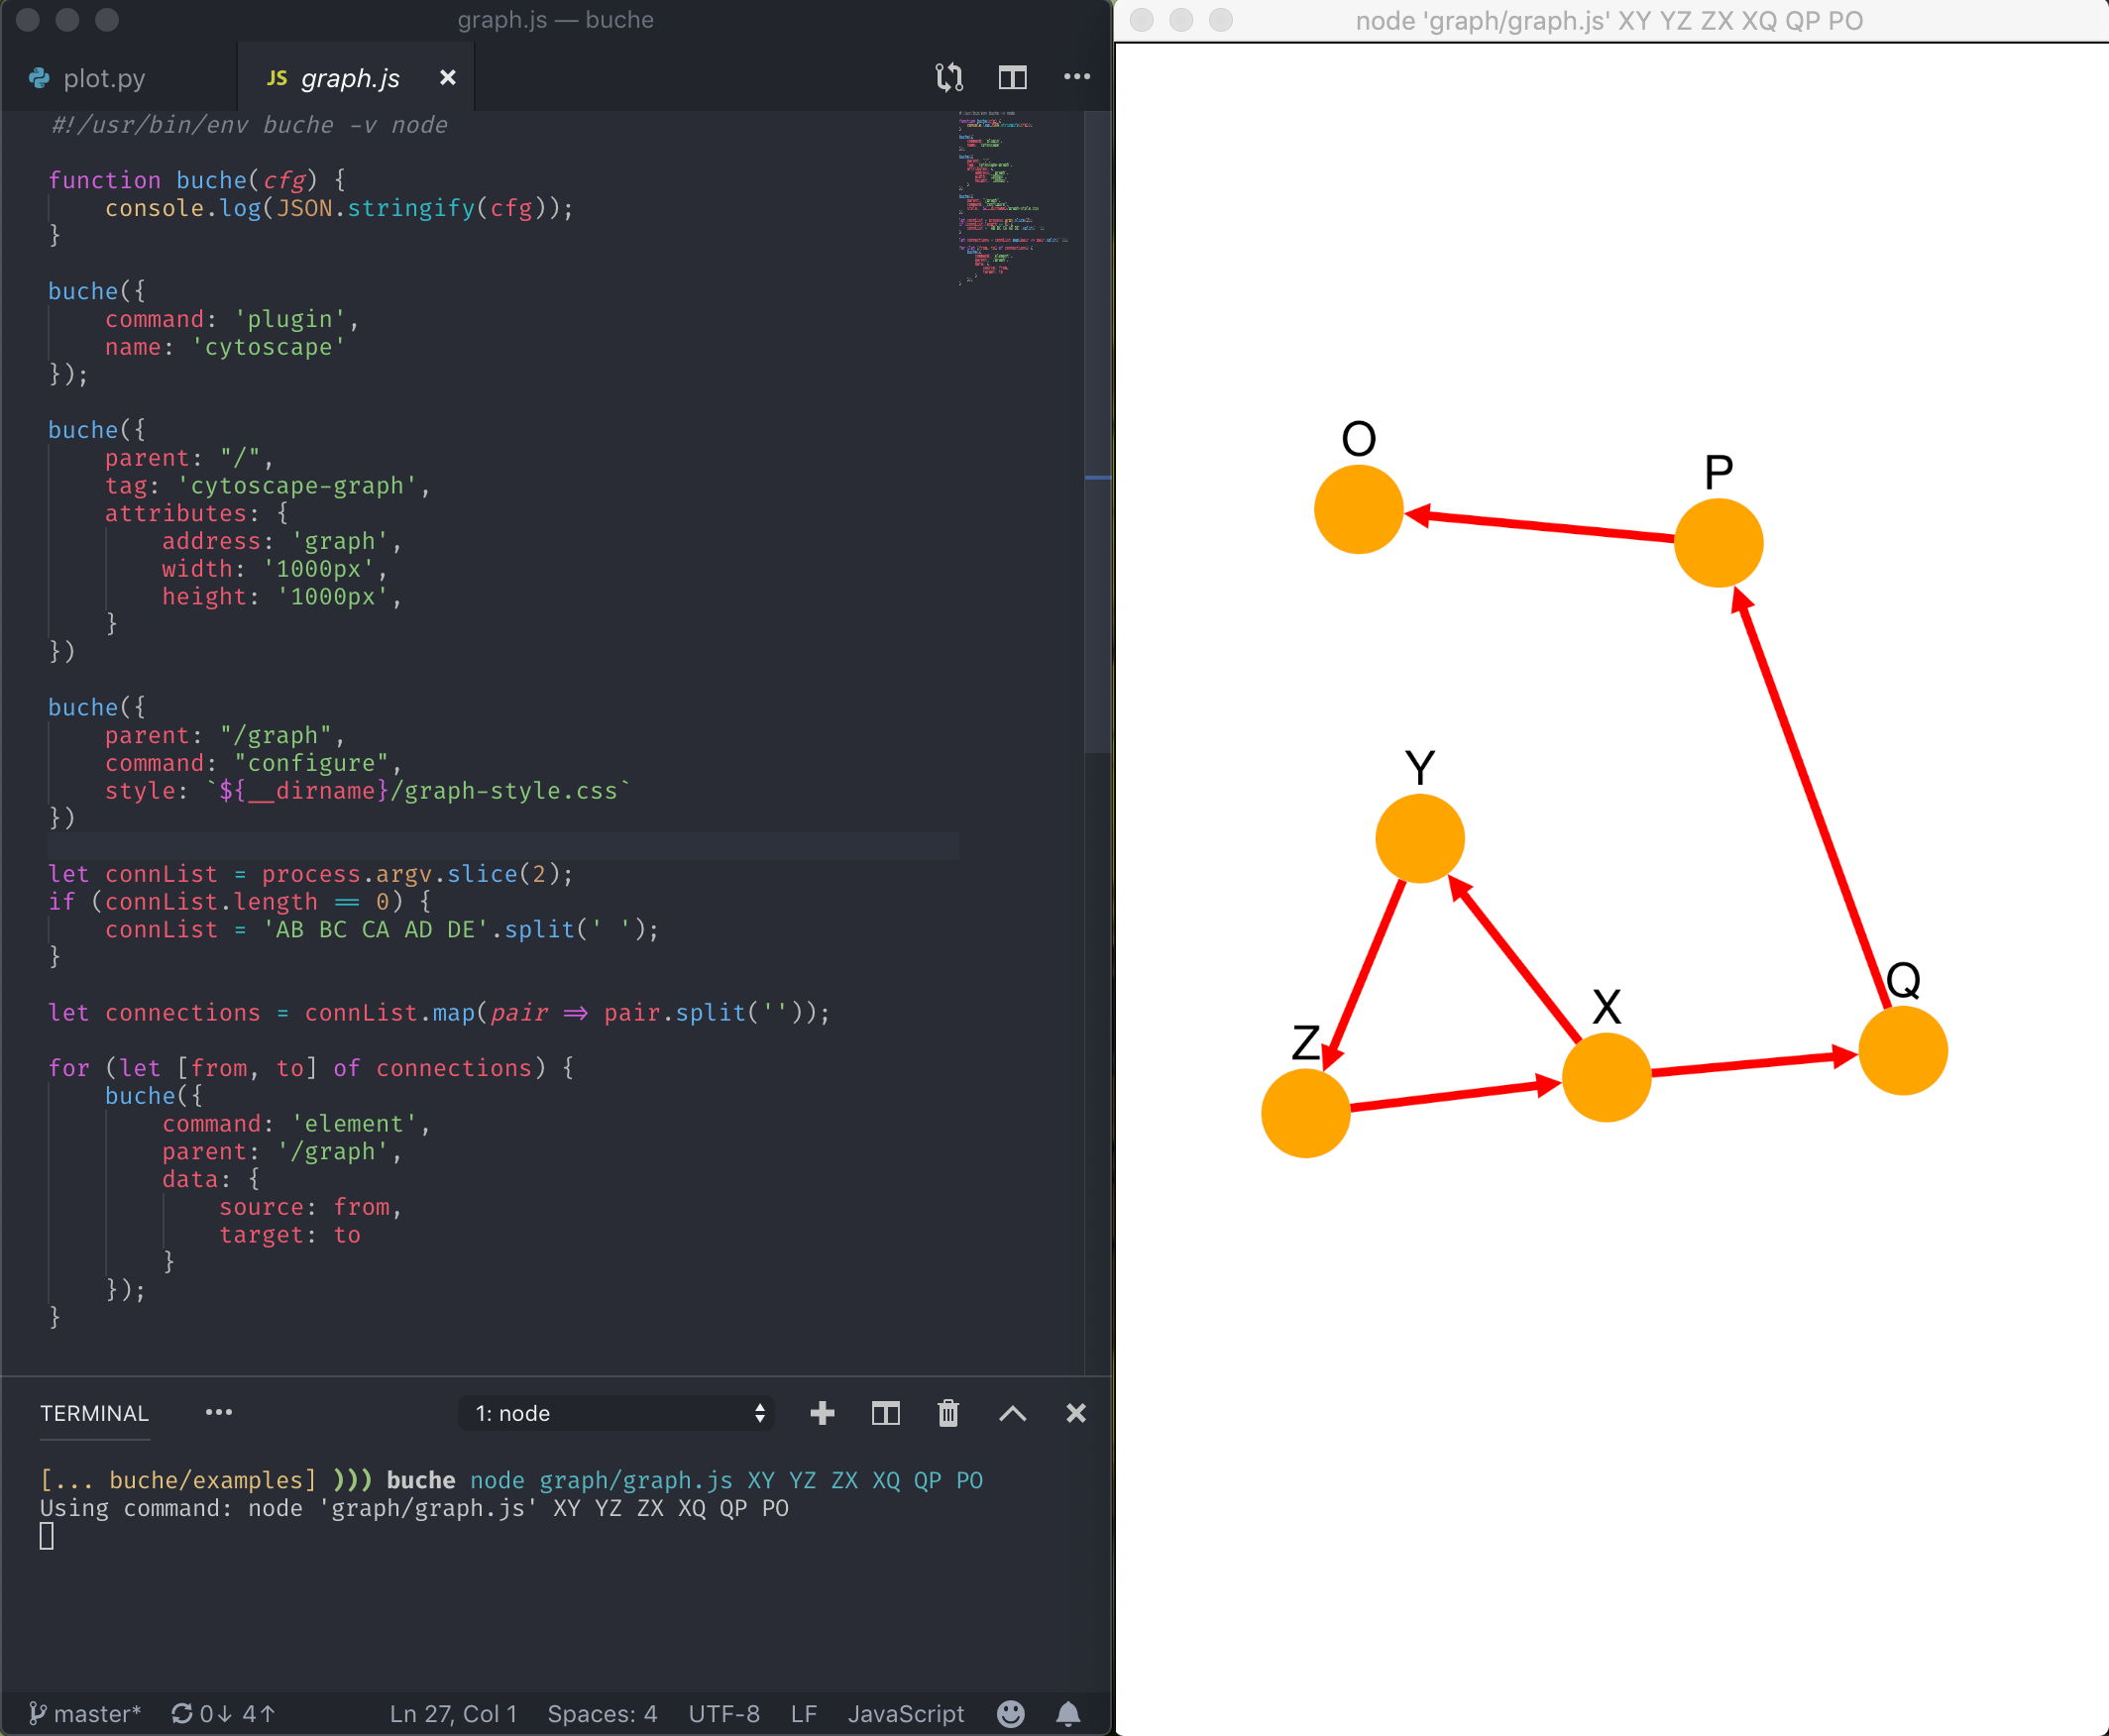 graph.js — buche
plot.py
JS graph.js
#!/usr/bin/env buche -v node
function buche(cfg) {
    console.log(JSON.stringify(cfg));
}
buche({
    command: 'plugin',
    name: 'cytoscape'
});
buche({
    parent: "/",
    tag: 'cytoscape-graph',
    attributes: {
        address: 'graph',
        width: '1000px',
        height: '1000px',
    }
})
buche({
    parent: "/graph",
    command: "configure",
    style: `${__dirname}/graph-style.css`
})
let connList = process.argv.slice(2);
if (connList.length == 0) {
    connList = 'AB BC CA AD DE'.split(' ');
}
let connections = connList.map(pair => pair.split(''));
for (let [from, to] of connections) {
    buche({
        command: 'element',
        parent: '/graph',
        data: {
            source: from,
            target: to
        }
    });
}
TERMINAL
1: node
[... buche/examples] ))) buche node graph/graph.js XY YZ ZX XQ QP PO
Using command: node 'graph/graph.js' XY YZ ZX XQ QP PO
master* 0↓ 4↑ Ln 27, Col 1 Spaces: 4 UTF-8 LF JavaScript
node 'graph/graph.js' XY YZ ZX XQ QP PO
O
P
Y
Q
X
Z